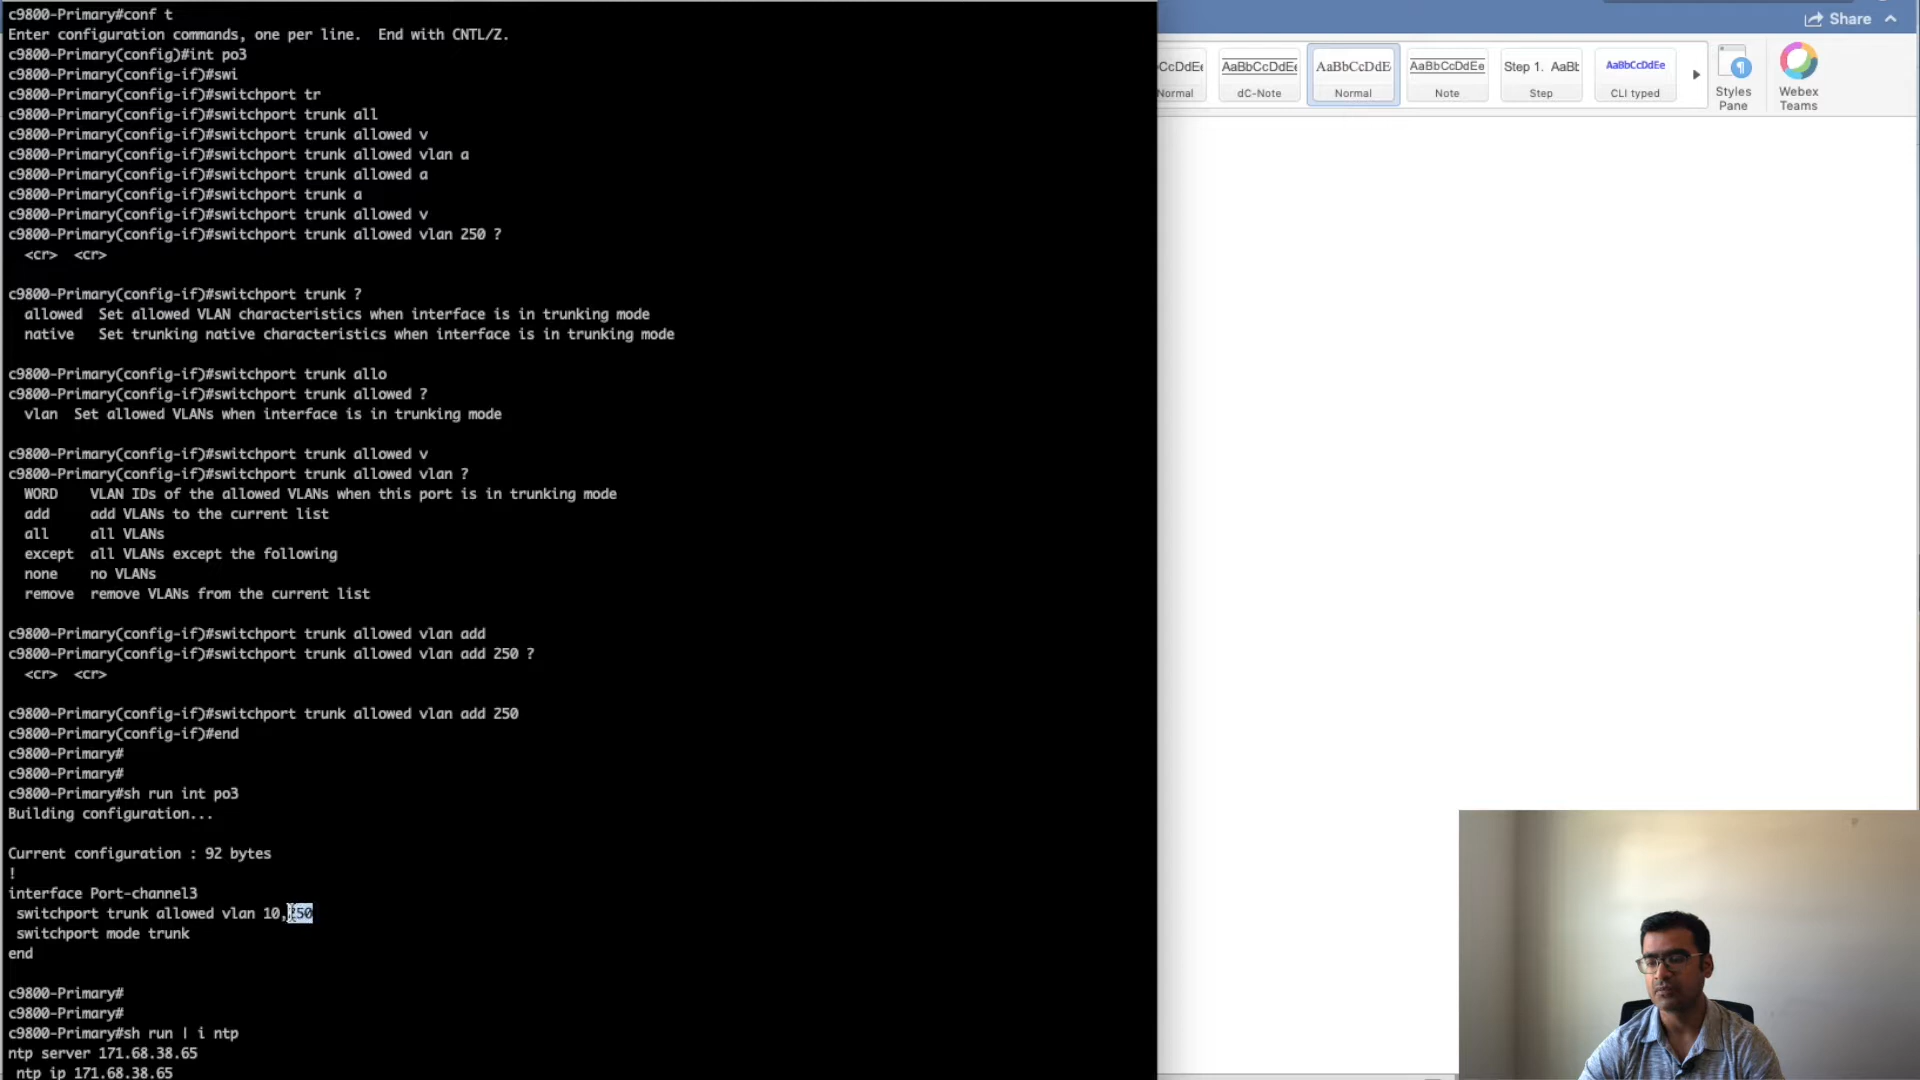 c9800-Primary#conf t
Enter configuration commands, one per line.  End with CNTL/Z.
c9800-Primary(config)#int po3
c9800-Primary(config-if)#swi
c9800-Primary(config-if)#switchport tr
c9800-Primary(config-if)#switchport trunk all
c9800-Primary(config-if)#switchport trunk allowed v
c9800-Primary(config-if)#switchport trunk allowed vlan a
c9800-Primary(config-if)#switchport trunk allowed a
c9800-Primary(config-if)#switchport trunk a
c9800-Primary(config-if)#switchport trunk allowed v
c9800-Primary(config-if)#switchport trunk allowed vlan 250 ?
<cr>  <cr>
c9800-Primary(config-if)#switchport trunk ?
allowed  Set allowed VLAN characteristics when interface is in trunking mode
native   Set trunking native characteristics when interface is in trunking mode
c9800-Primary(config-if)#switchport trunk allo
c9800-Primary(config-if)#switchport trunk allowed ?
vlan  Set allowed VLANs when interface is in trunking mode
c9800-Primary(config-if)#switchport trunk allowed v
c9800-Primary(config-if)#switchport trunk allowed vlan ?
WORD    VLAN IDs of the allowed VLANs when this port is in trunking mode
add     add VLANs to the current list
all     all VLANs
except  all VLANs except the following
none    no VLANs
remove  remove VLANs from the current list
c9800-Primary(config-if)#switchport trunk allowed vlan add
c9800-Primary(config-if)#switchport trunk allowed vlan add 250 ?
<cr>  <cr>
c9800-Primary(config-if)#switchport trunk allowed vlan add 250
c9800-Primary(config-if)#end
c9800-Primary#
c9800-Primary#
c9800-Primary#sh run int po3
Building configuration...
Current configuration : 92 bytes
!
interface Port-channel3
switchport trunk allowed vlan 10,250
switchport mode trunk
end
c9800-Primary#
c9800-Primary#
c9800-Primary#sh run | i ntp
ntp server 171.68.38.65
ntp ip 171.68.38.65
Share
CcDdEe AaBbCcDdEe AaBbCcDdE AaBbCcDdEe Step 1. AaBb AaBbCcDdEe
Normal dC-Note Normal Note Step CLI typed
Styles Pane
Webex Teams